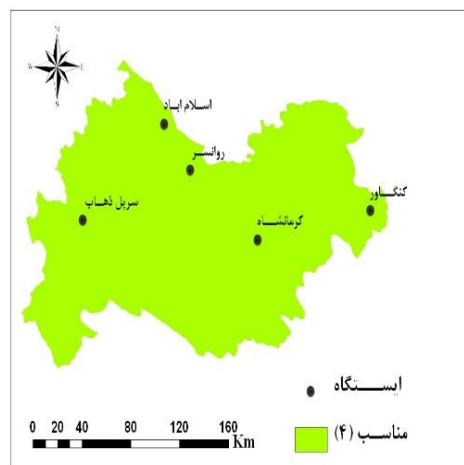 N
W E
S
اسلام اباد
روانسر
سرپل ذهاب
کنگاور
کرمانشاه
ایستگاه
مناسب (۴)
0 20 40 80 120 160
Km